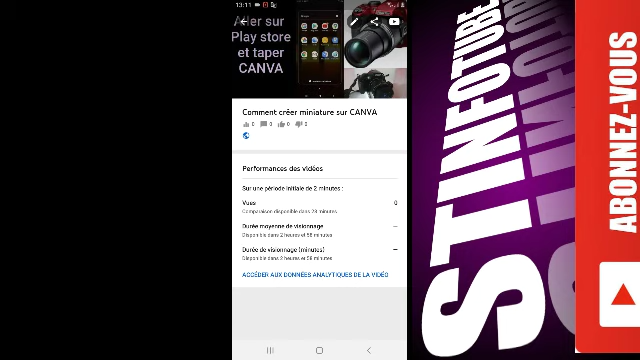 13:11
Aller sur
Play store
et taper
CANVA
Comment créer miniature sur CANVA
0 0 0 0
Performances des vidéos
Sur une période initiale de 2 minutes :
Vues 0
Comparaison disponible dans 23 minutes
Durée moyenne de visionnage —
Disponible dans 2 heures et 58 minutes
Durée de visionnage (minutes) —
Disponible dans 2 heures et 58 minutes
ACCÉDER AUX DONNÉES ANALYTIQUES DE LA VIDÉO
STINFOTUBE
ABONNEZ-VOUS